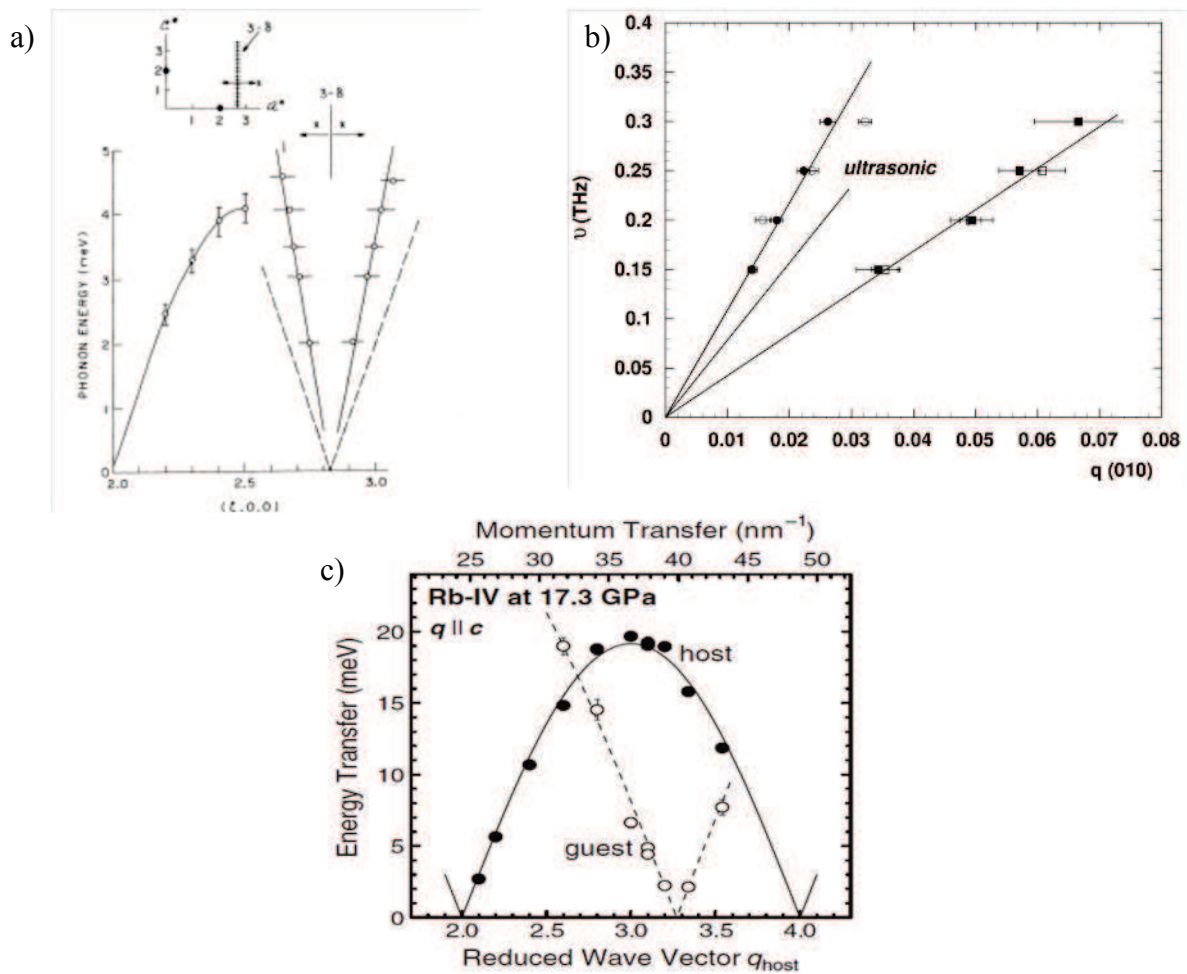 a)
3-B
3
2
1
1 2 3
3-B
x x
5
4
3
2
1
0
PHONON ENERGY (meV)
2.0 2.5 3.0
b)
0.4
0.35
0.3
0.25
0.2
0.15
0.1
0.05
0
υ (THz)
ultrasonic
0 0.01 0.02 0.03 0.04 0.05 0.06 0.07 0.08
q (010)
c)
Momentum Transfer (nm⁻¹)
25 30 35 40 45 50
Rb-IV at 17.3 GPa
q || c
20
15
10
5
0
Energy Transfer (meV)
host
guest
2.0 2.5 3.0 3.5 4.0
Reduced Wave Vector qhost